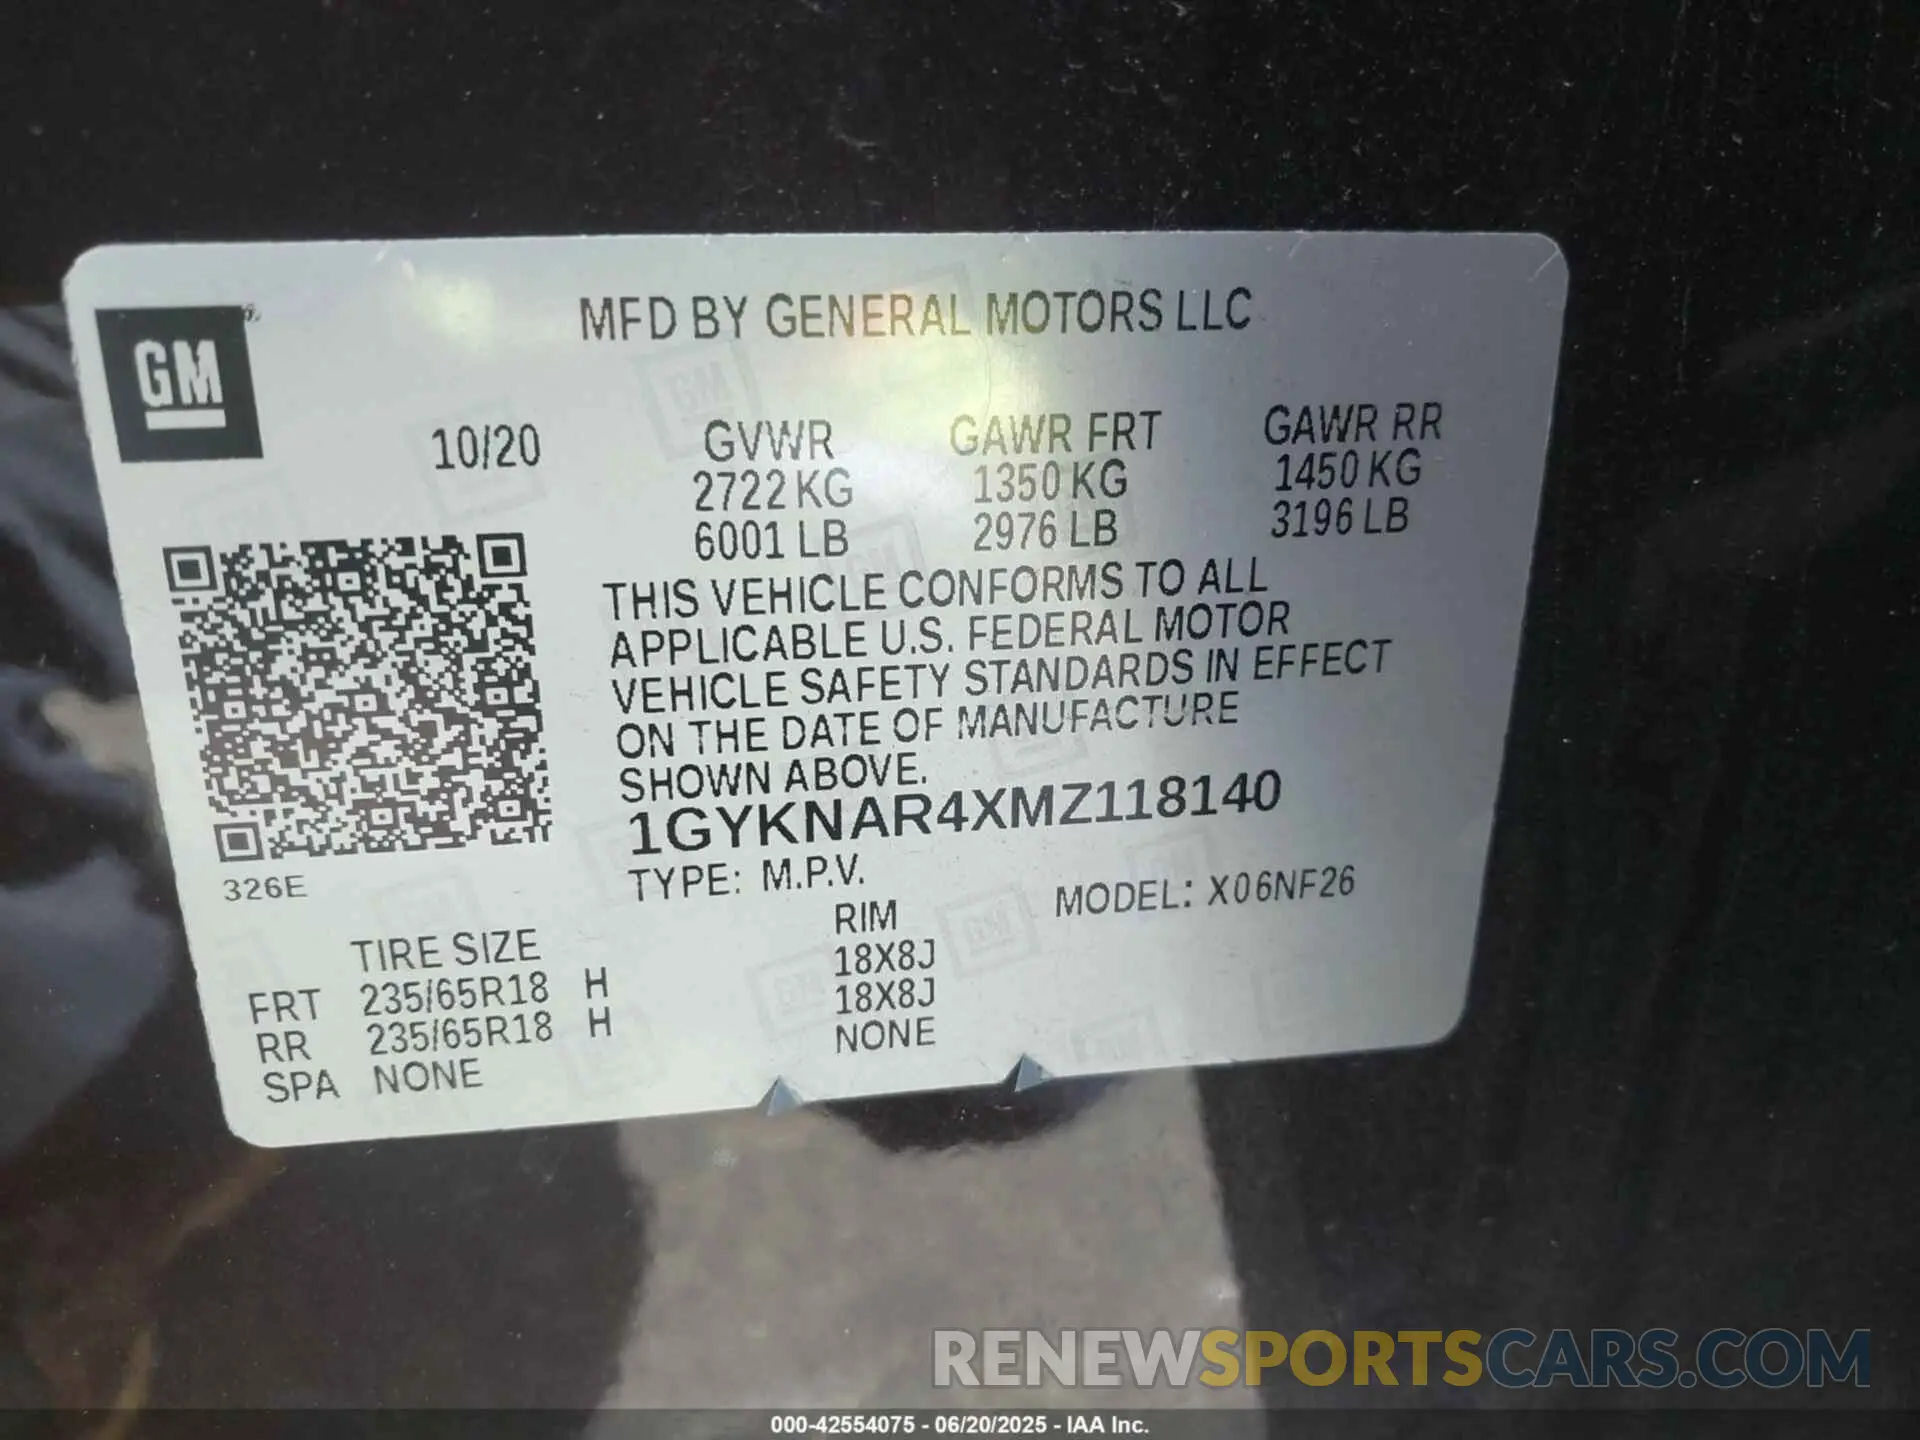 MFD BY GENERAL MOTORS LLC
GM
10/20 GVWR GAWR FRT GAWR RR
2722 KG 1350 KG 1450 KG
6001 LB 2976 LB 3196 LB
THIS VEHICLE CONFORMS TO ALL
APPLICABLE U.S. FEDERAL MOTOR
VEHICLE SAFETY STANDARDS IN EFFECT
ON THE DATE OF MANUFACTURE
SHOWN ABOVE.
1GYKNAR4XMZ118140
326E
TYPE: M.P.V. MODEL: X06NF26
TIRE SIZE RIM
FRT 235/65R18 H 18X8J
RR 235/65R18 H 18X8J
SPA NONE NONE
RENEWSPORTSCARS.COM
000-42554075 - 06/20/2025 - IAA Inc.